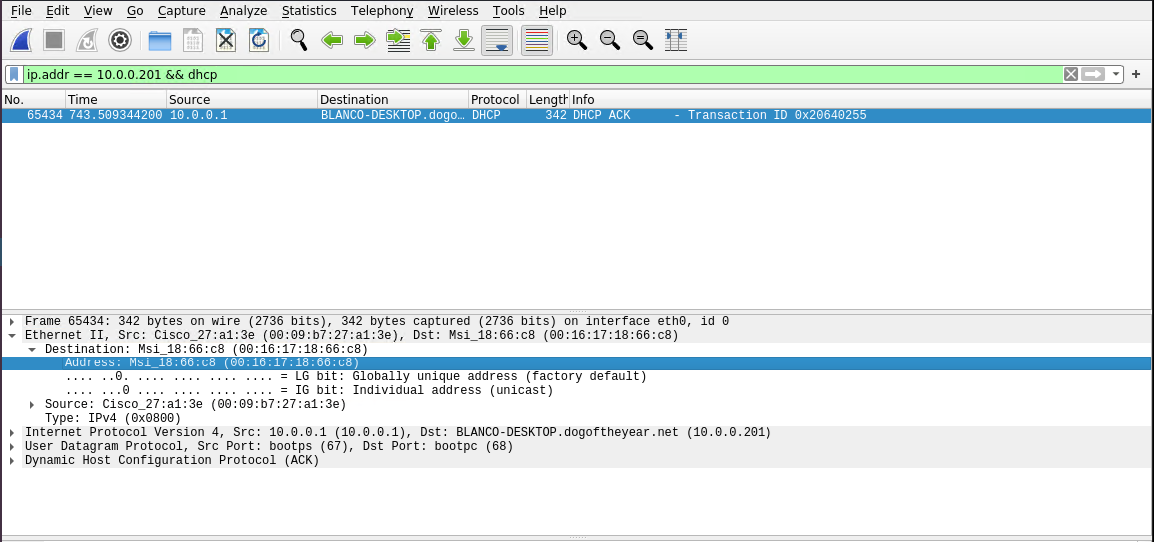 File Edit View Go Capture Analyze Statistics Telephony Wireless Tools Help
ip.addr == 10.0.0.201 && dhcp
No. Time Source Destination Protocol Length Info
65434 743.509344200 10.0.0.1 BLANCO-DESKTOP.dogo… DHCP 342 DHCP ACK - Transaction ID 0x20640255
Frame 65434: 342 bytes on wire (2736 bits), 342 bytes captured (2736 bits) on interface eth0, id 0
Ethernet II, Src: Cisco_27:a1:3e (00:09:b7:27:a1:3e), Dst: Msi_18:66:c8 (00:16:17:18:66:c8)
Destination: Msi_18:66:c8 (00:16:17:18:66:c8)
Address: Msi_18:66:c8 (00:16:17:18:66:c8)
.... ..0. .... .... .... .... = LG bit: Globally unique address (factory default)
.... ...0 .... .... .... .... = IG bit: Individual address (unicast)
Source: Cisco_27:a1:3e (00:09:b7:27:a1:3e)
Type: IPv4 (0x0800)
Internet Protocol Version 4, Src: 10.0.0.1 (10.0.0.1), Dst: BLANCO-DESKTOP.dogoftheyear.net (10.0.0.201)
User Datagram Protocol, Src Port: bootps (67), Dst Port: bootpc (68)
Dynamic Host Configuration Protocol (ACK)